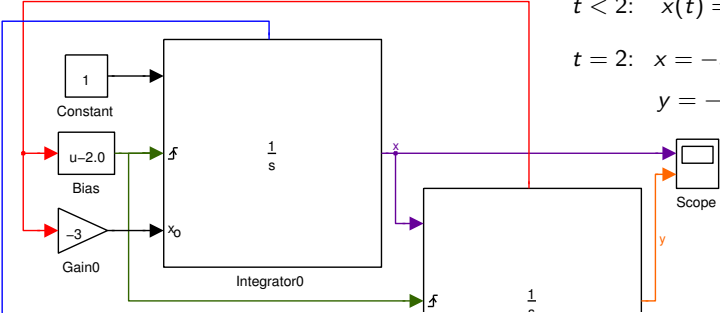 t < 2: x(t) =
t = 2: x = −
y = −
1
Constant
u−2.0
Bias
−3
Gain0
x0
1
s
Integrator0
x
Scope
y
1
s